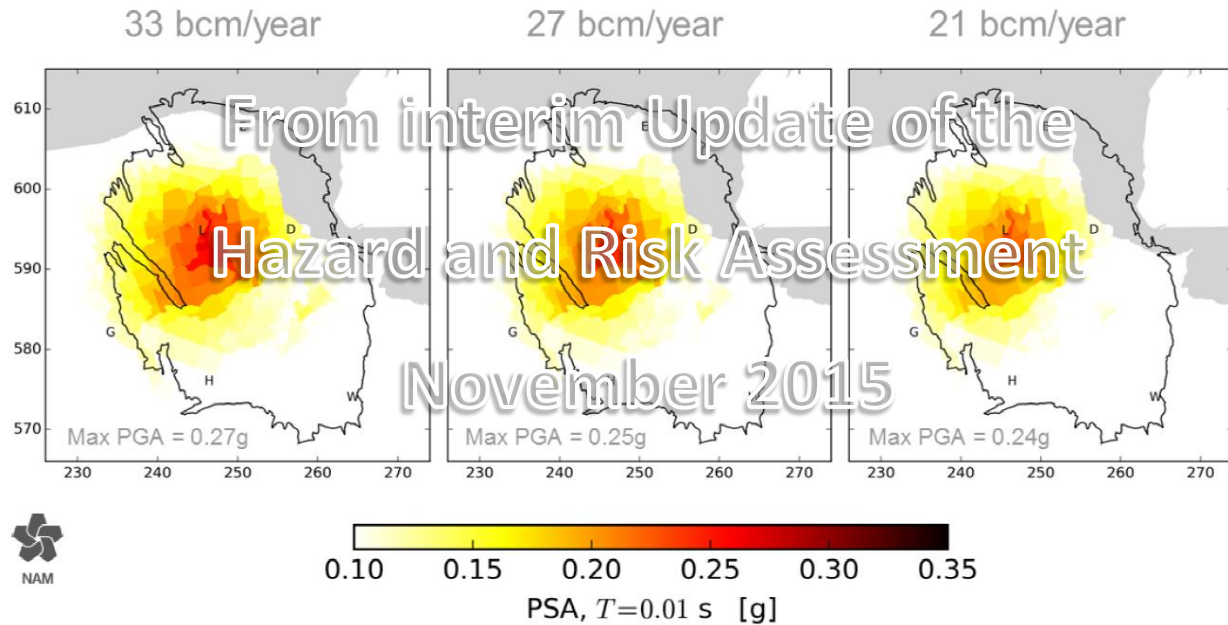 33 bcm/year
27 bcm/year
21 bcm/year
From interim Update of the
Hazard and Risk Assessment
November 2015
610
600
590
580
570
L
D
G
H
W
Max PGA = 0.27g
230 240 250 260 270
E
D
W
Max PGA = 0.25g
230 240 250 260 270
L
D
G
H
W
Max PGA = 0.24g
230 240 250 260 270
NAM
0.10 0.15 0.20 0.25 0.30 0.35
PSA, T=0.01 s [g]